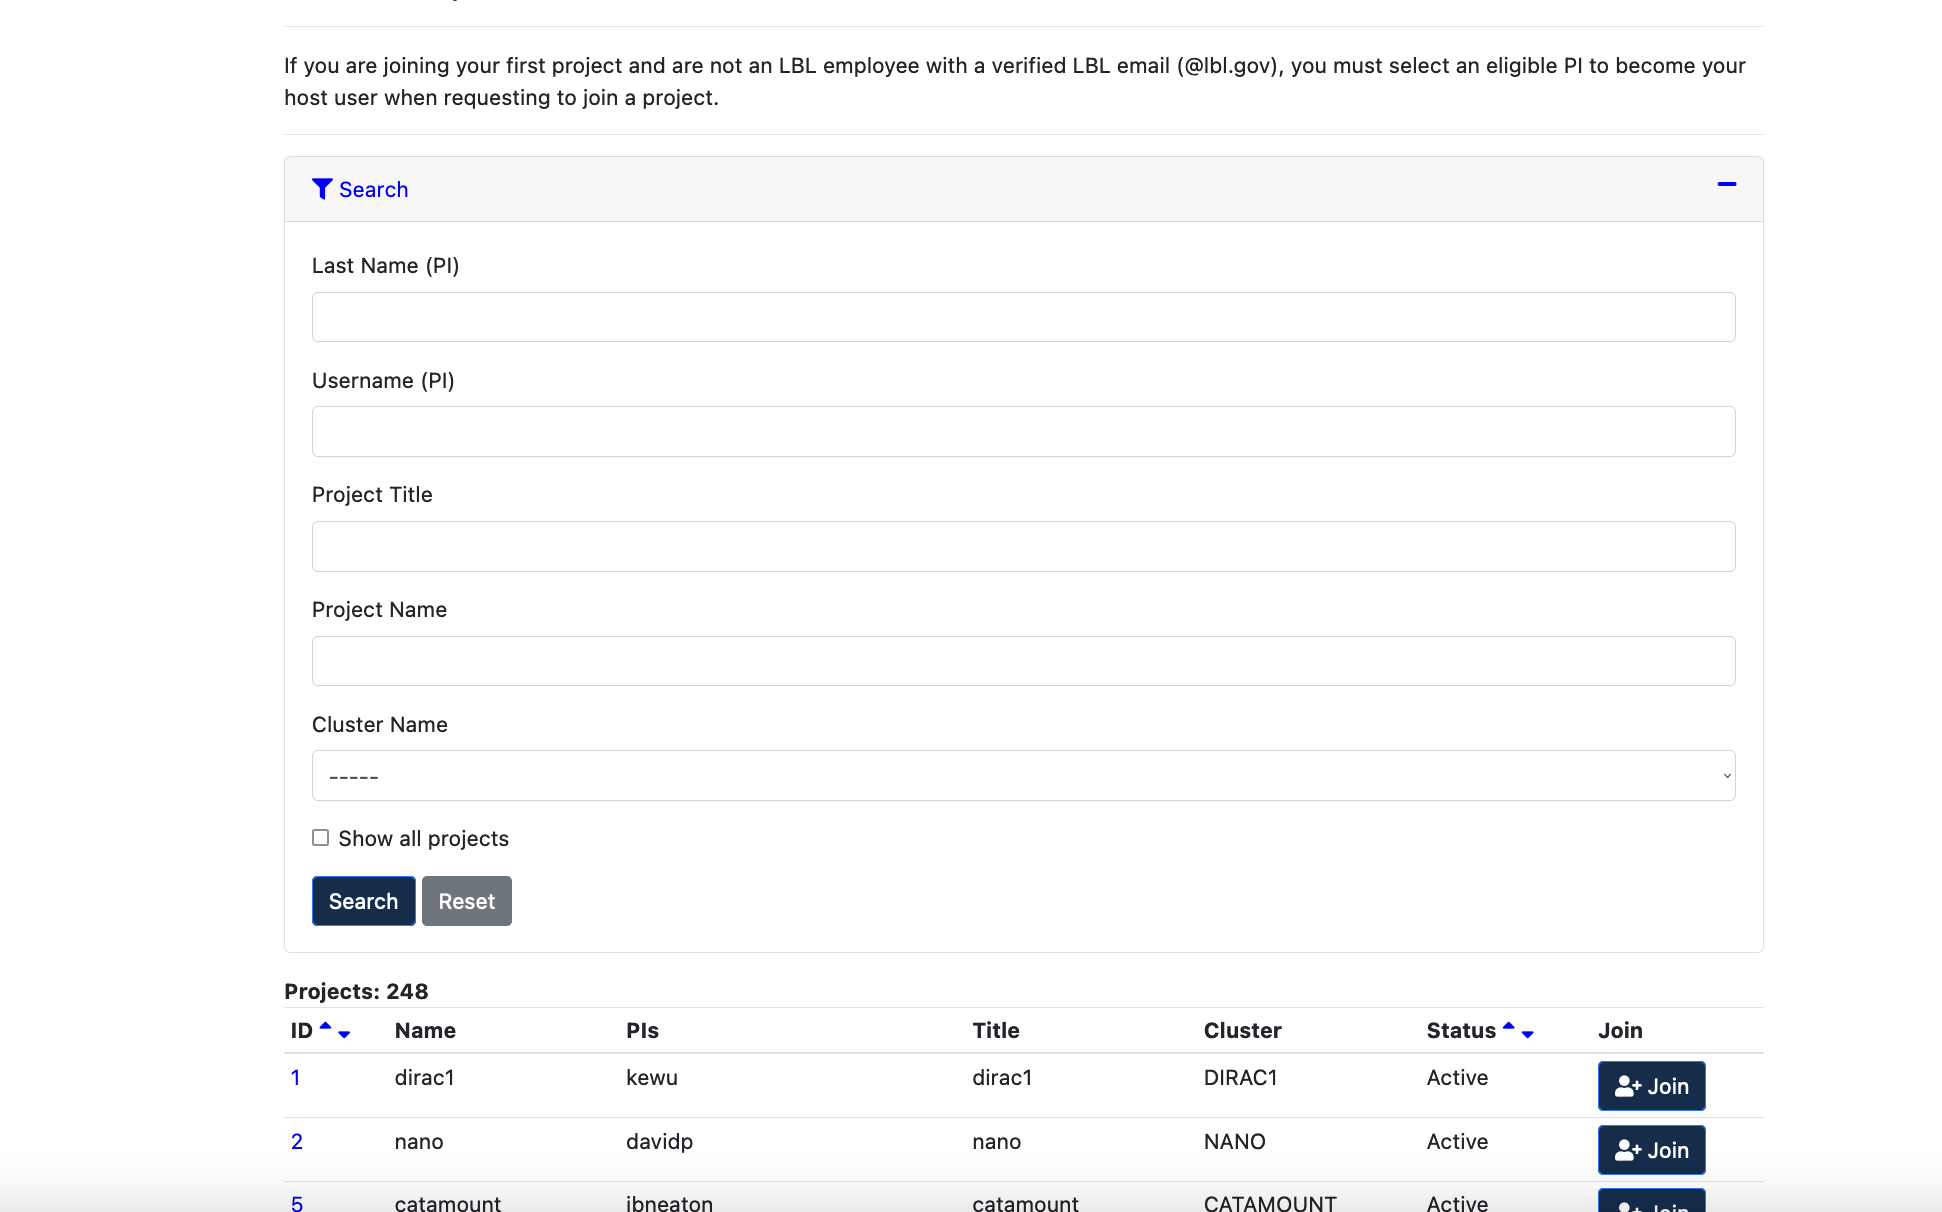 If you are joining your first project and are not an LBL employee with a verified LBL email (@lbl.gov), you must select an eligible PI to become your
host user when requesting to join a project.
Search
Last Name (PI)
Username (PI)
Project Title
Project Name
Cluster Name
-----
Show all projects
Search Reset
Projects: 248
ID Name PIs Title Cluster Status Join
1 dirac1 kewu dirac1 DIRAC1 Active Join
2 nano davidp nano NANO Active Join
5 catamount jbneaton catamount CATAMOUNT Active Join